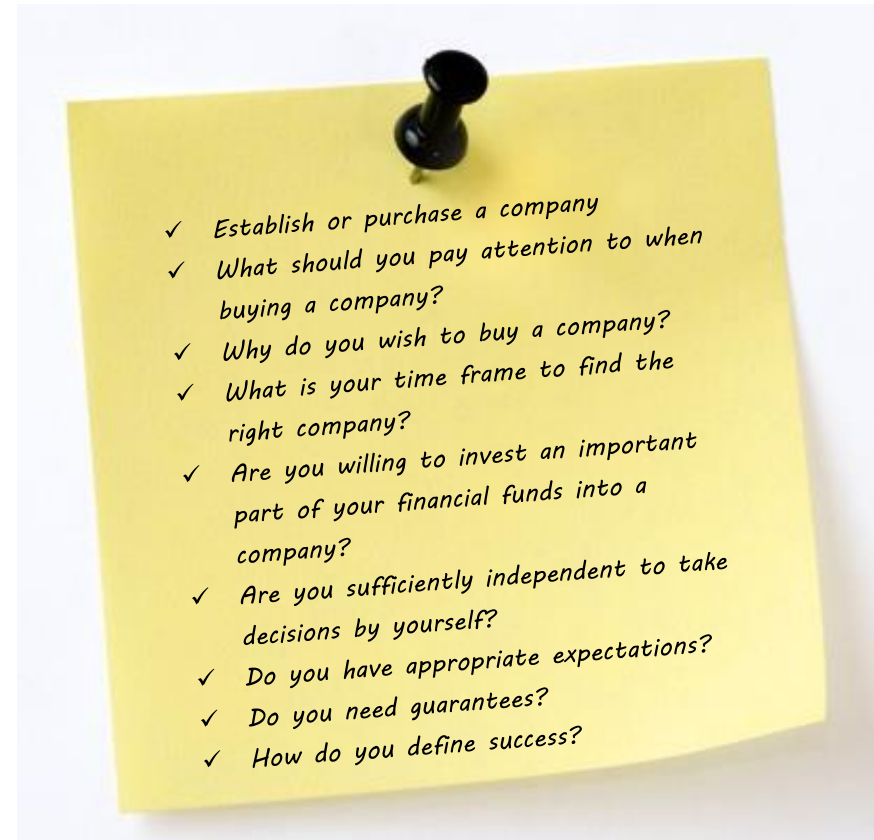 ✓ Establish or purchase a company
✓ What should you pay attention to when
buying a company?
✓ Why do you wish to buy a company?
✓ What is your time frame to find the
right company?
✓ Are you willing to invest an important
part of your financial funds into a
company?
✓ Are you sufficiently independent to take
decisions by yourself?
✓ Do you have appropriate expectations?
✓ Do you need guarantees?
✓ How do you define success?